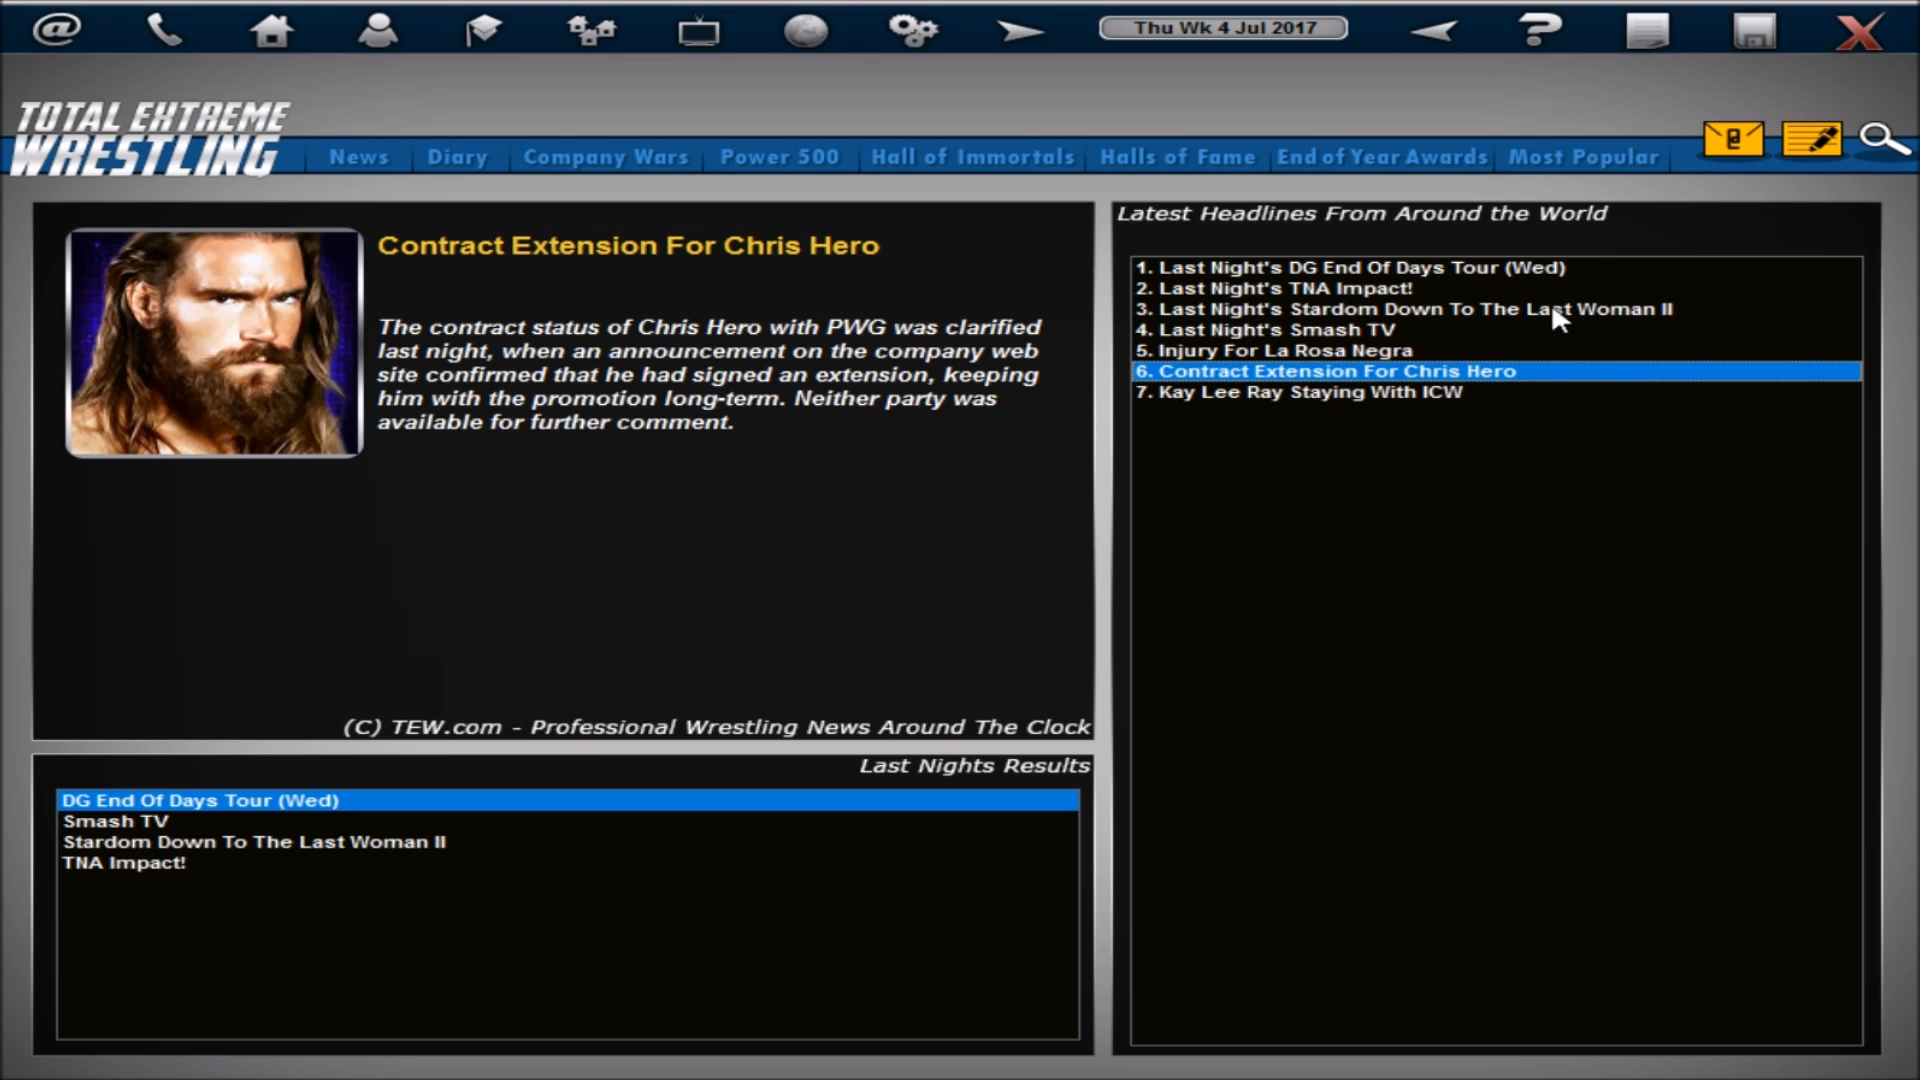 Thu Wk 4 Jul 2017
TOTAL EXTREME
WRESTLING
News
Diary
Company Wars
Power 500
Hall of Immortals
Halls of Fame
End of Year Awards
Most Popular
Contract Extension For Chris Hero
The contract status of Chris Hero with PWG was clarified
last night, when an announcement on the company web
site confirmed that he had signed an extension, keeping
him with the promotion long-term. Neither party was
available for further comment.
(C) TEW.com - Professional Wrestling News Around The Clock
Last Nights Results
DG End Of Days Tour (Wed)
Smash TV
Stardom Down To The Last Woman II
TNA Impact!
Latest Headlines From Around the World
1. Last Night's DG End Of Days Tour (Wed)
2. Last Night's TNA Impact!
3. Last Night's Stardom Down To The Last Woman II
4. Last Night's Smash TV
5. Injury For La Rosa Negra
6. Contract Extension For Chris Hero
7. Kay Lee Ray Staying With ICW